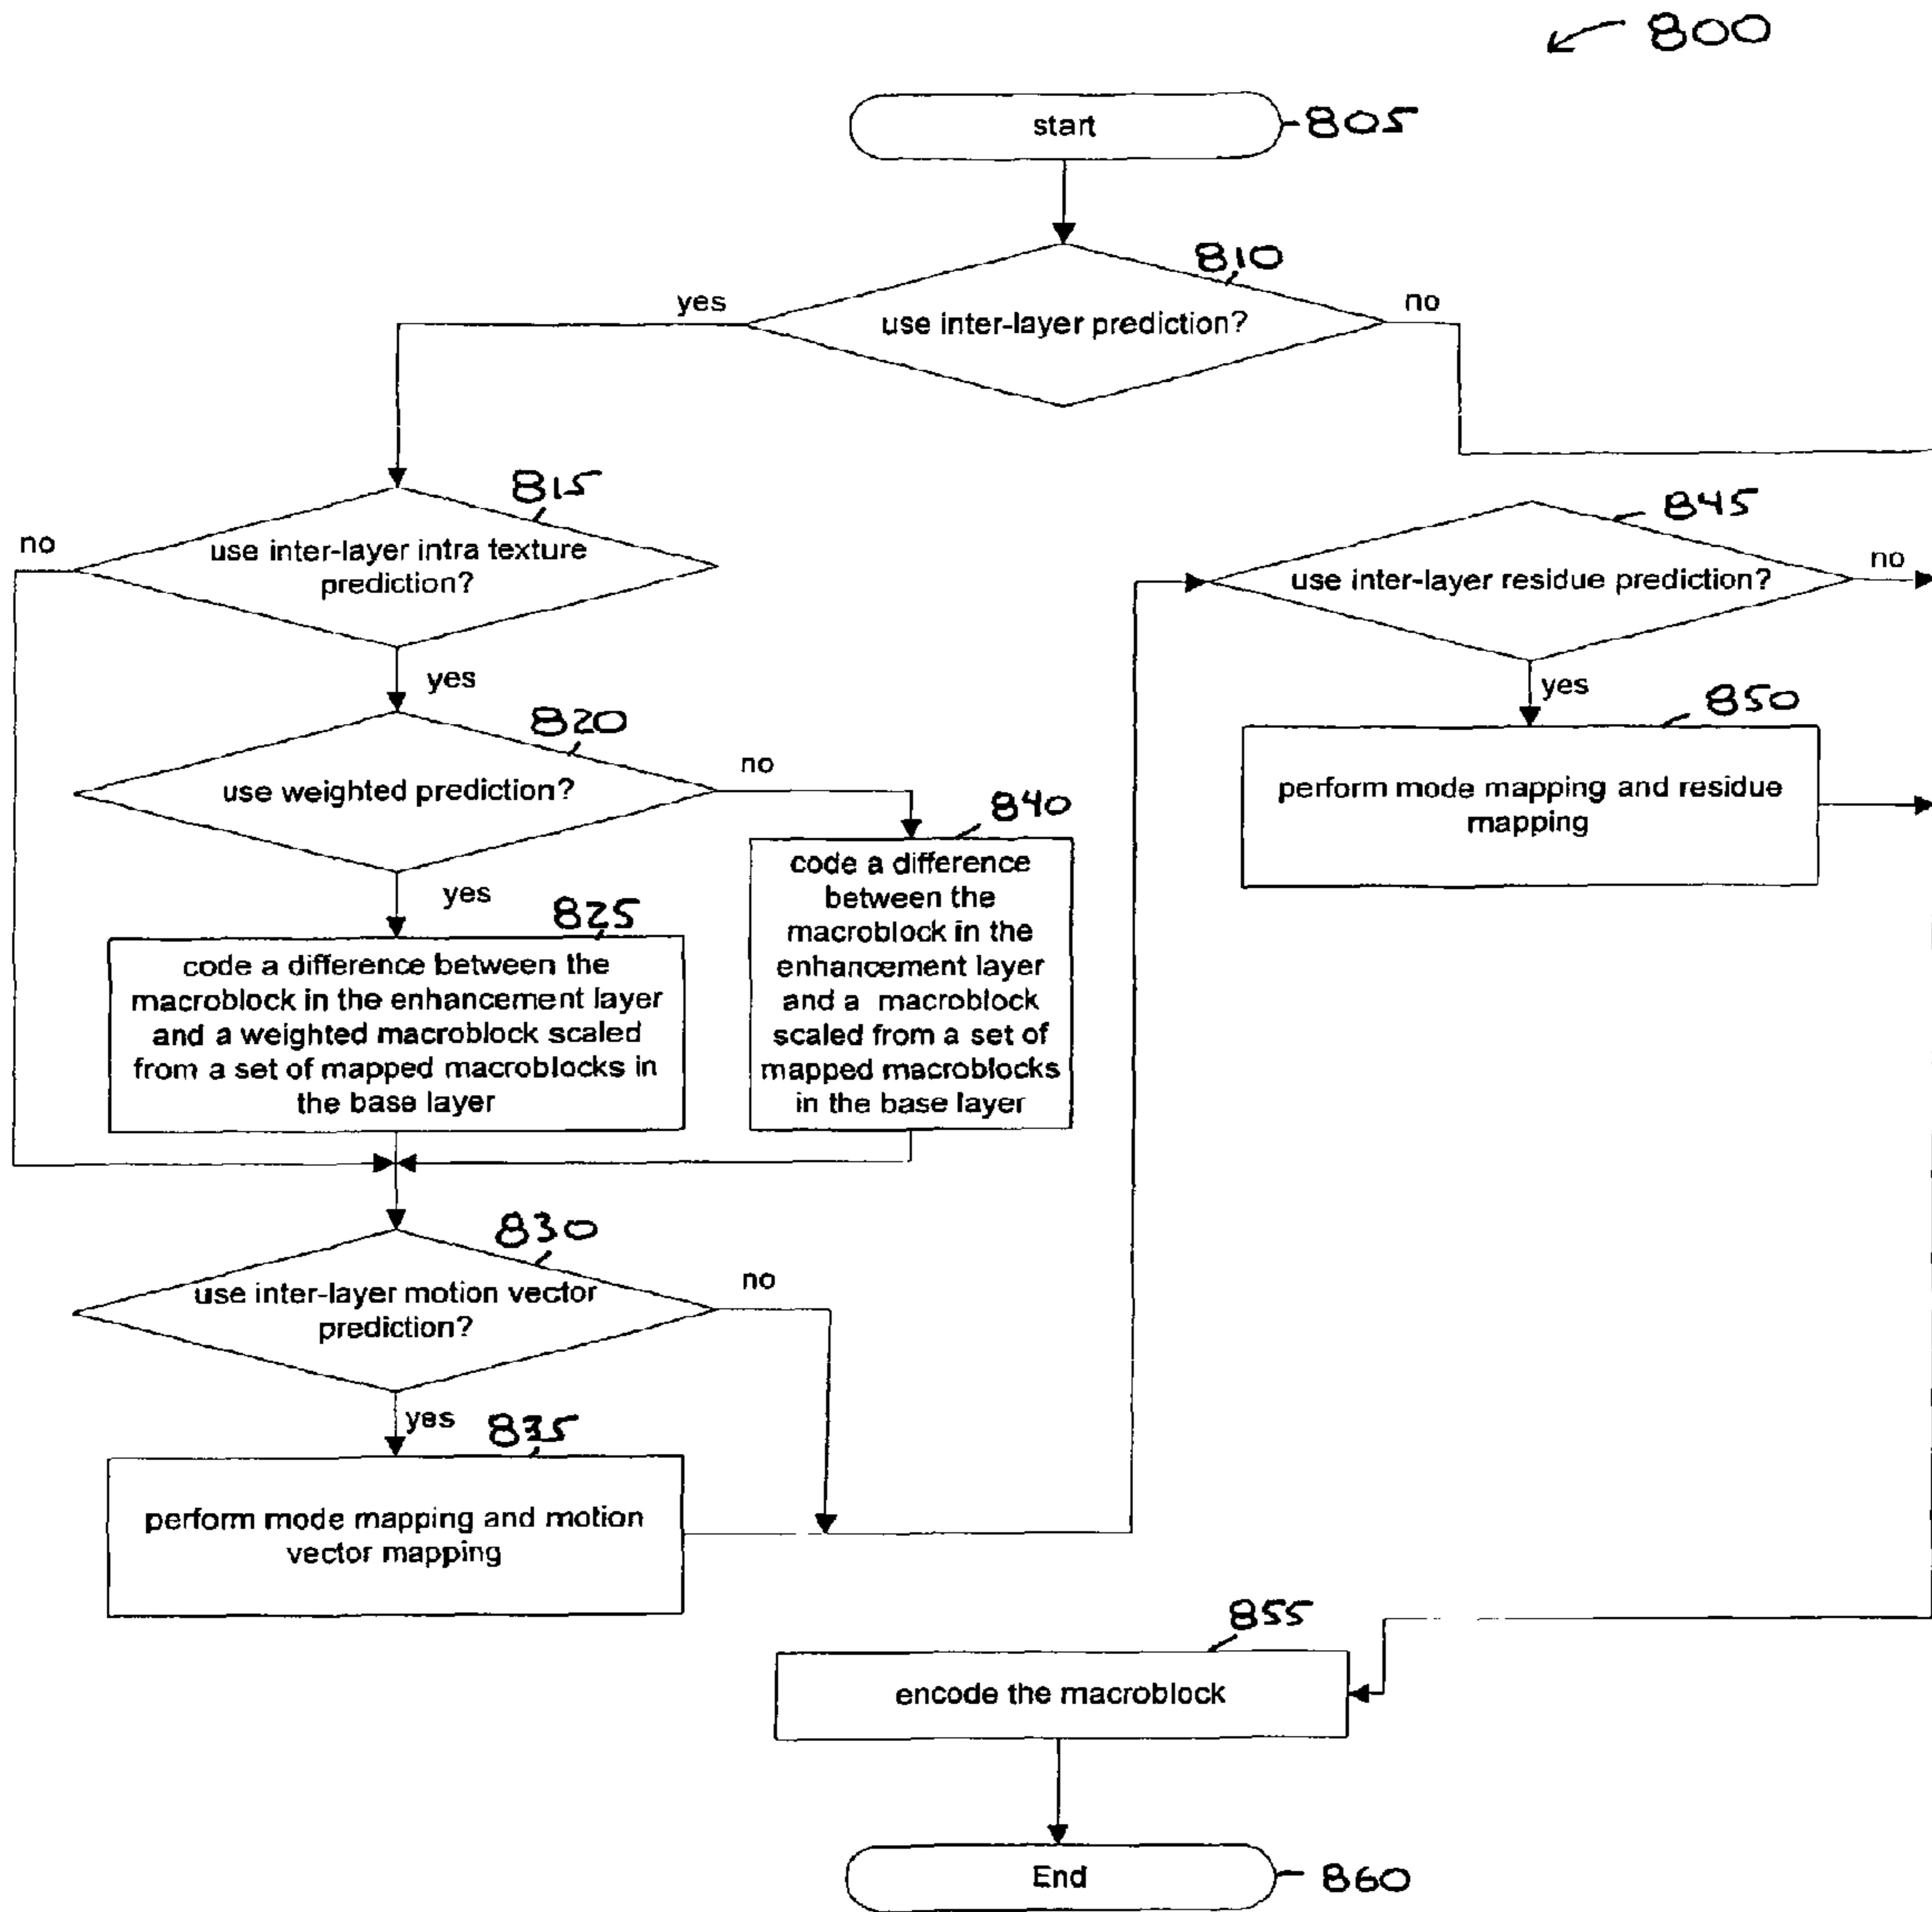 800
start
805
810
yes
no
use inter-layer prediction?
815
845
no
use inter-layer intra texture
prediction?
use inter-layer residue prediction?
no
yes
yes
820
850
use weighted prediction?
no
840
perform mode mapping and residue
mapping
yes
825
code a difference between the
macroblock in the enhancement layer
and a weighted macroblock scaled
from a set of mapped macroblocks in
the base layer
code a difference
between the
macroblock in the
enhancement layer
and a macroblock
scaled from a set of
mapped macroblocks
in the base layer
830
use inter-layer motion vector
prediction?
no
yes
835
perform mode mapping and motion
vector mapping
855
encode the macroblock
End
860